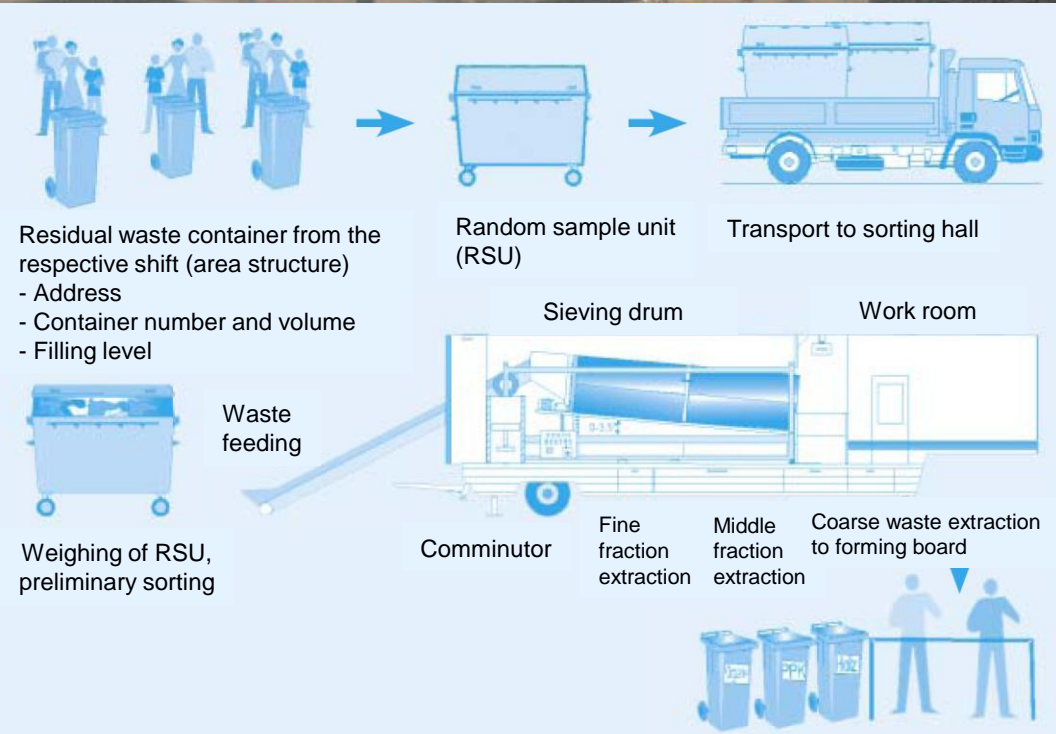 Residual waste container from the
respective shift (area structure)
- Address
- Container number and volume
- Filling level
Random sample unit
(RSU)
Transport to sorting hall
Sieving drum
Work room
Waste
feeding
Weighing of RSU,
preliminary sorting
Comminutor
Fine
fraction
extraction
Middle
fraction
extraction
Coarse waste extraction
to forming board
PPK
Holz